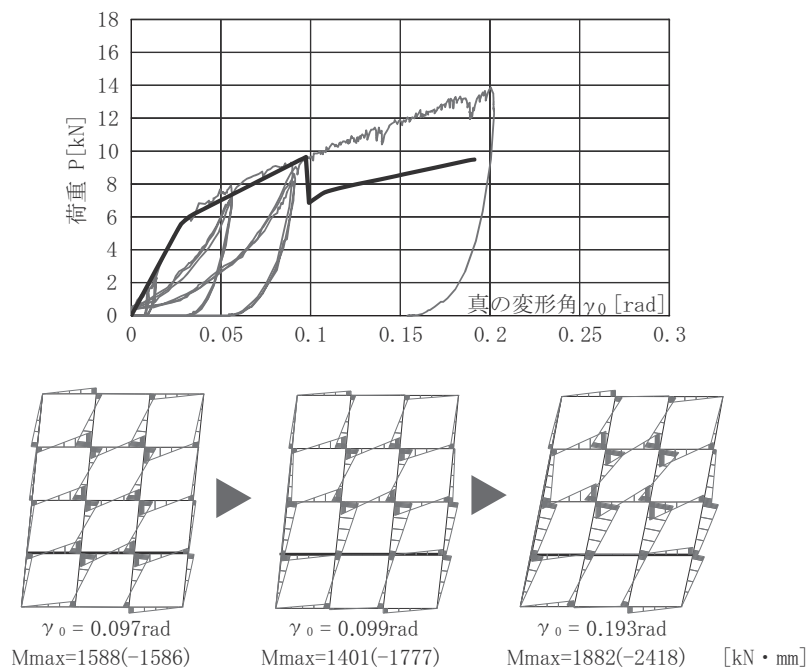 18
16
14
12
10
8
6
4
2
0
荷重 P[kN]
真の変形角 γ₀ [rad]
0 0.05 0.1 0.15 0.2 0.25 0.3
γ₀ = 0.097rad
Mmax=1588(-1586)
γ₀ = 0.099rad
Mmax=1401(-1777)
γ₀ = 0.193rad
Mmax=1882(-2418)
[kN・mm]